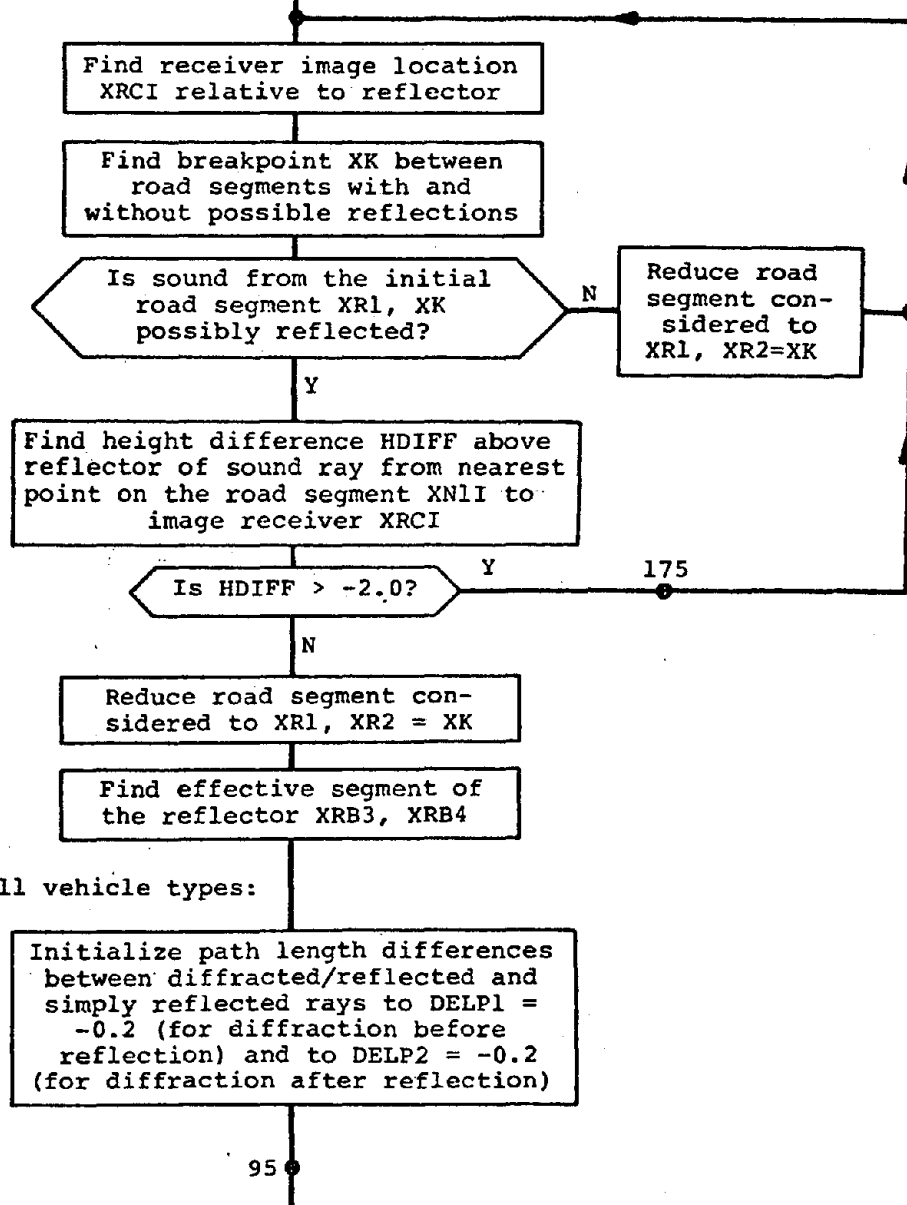 Find receiver image location
XRCI relative to reflector
Find breakpoint XK between
road segments with and
without possible reflections
Is sound from the initial
road segment XR1, XK
possibly reflected?
N
Reduce road
segment con-
sidered to
XR1, XR2=XK
Y
Find height difference HDIFF above
reflector of sound ray from nearest
point on the road segment XN1I to
image receiver XRCI
Is HDIFF > -2.0?
Y
175
N
Reduce road segment con-
sidered to XR1, XR2 = XK
Find effective segment of
the reflector XRB3, XRB4
ll vehicle types:
Initialize path length differences
between diffracted/reflected and
simply reflected rays to DELP1 =
-0.2 (for diffraction before
reflection) and to DELP2 = -0.2
(for diffraction after reflection)
95